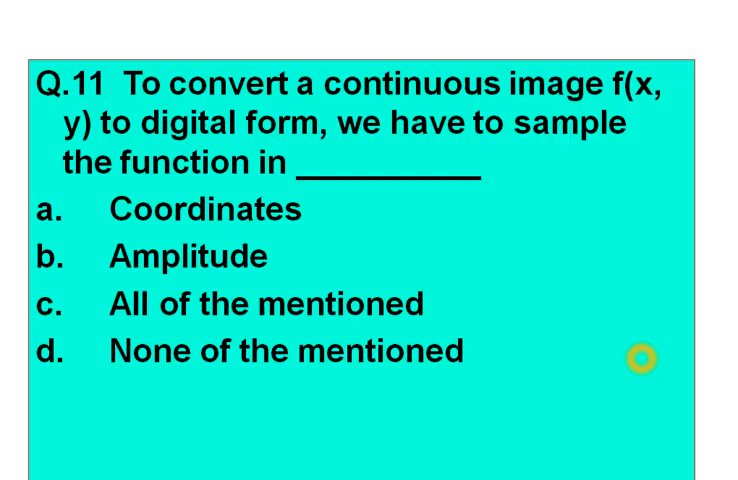 Q.11 To convert a continuous image f(x,
y) to digital form, we have to sample
the function in __________
a. Coordinates
b. Amplitude
c. All of the mentioned
d. None of the mentioned